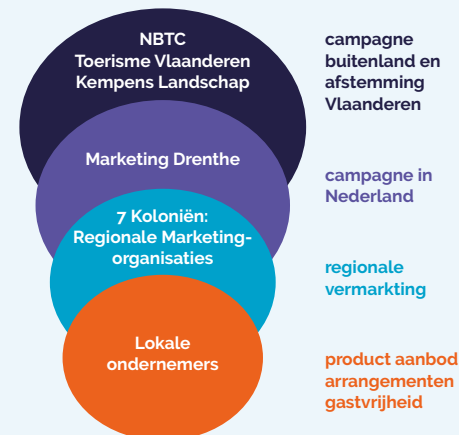 NBTC
Toerisme Vlaanderen
Kempens Landschap
campagne
buitenland en
afstemming
Vlaanderen
Marketing Drenthe
campagne in
Nederland
7 Koloniën:
Regionale Marketing-
organisaties
regionale
vermarkting
Lokale
ondernemers
product aanbod
arrangementen
gastvrijheid